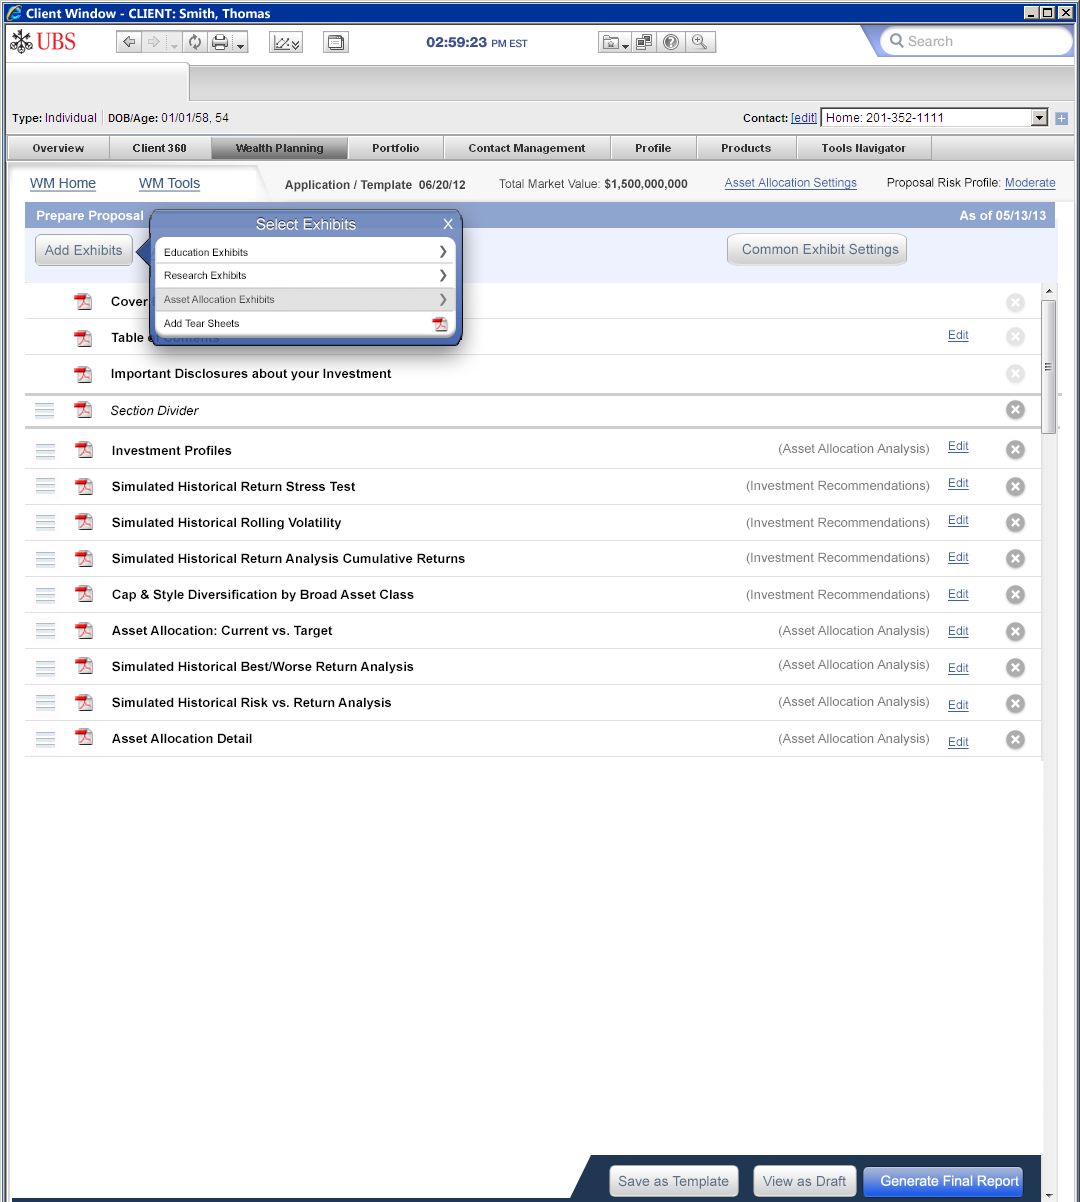 Client Window - CLIENT: Smith, Thomas
UBS
02:59:23 PM EST
Search
Type: Individual DOB/Age: 01/01/58, 54
Contact: [edit] Home: 201-352-1111
Overview Client 360 Wealth Planning Portfolio Contact Management Profile Products Tools Navigator
WM Home WM Tools Application / Template 06/20/12 Total Market Value: $1,500,000,000 Asset Allocation Settings Proposal Risk Profile: Moderate
Prepare Proposal As of 05/13/13
Add Exhibits
Common Exhibit Settings
Select Exhibits X
Education Exhibits
Research Exhibits
Asset Allocation Exhibits
Add Tear Sheets
Cover
Table of Contents Edit
Important Disclosures about your Investment
Section Divider
Investment Profiles (Asset Allocation Analysis) Edit
Simulated Historical Return Stress Test (Investment Recommendations) Edit
Simulated Historical Rolling Volatility (Investment Recommendations) Edit
Simulated Historical Return Analysis Cumulative Returns (Investment Recommendations) Edit
Cap & Style Diversification by Broad Asset Class (Investment Recommendations) Edit
Asset Allocation: Current vs. Target (Asset Allocation Analysis) Edit
Simulated Historical Best/Worse Return Analysis (Asset Allocation Analysis) Edit
Simulated Historical Risk vs. Return Analysis (Asset Allocation Analysis) Edit
Asset Allocation Detail (Asset Allocation Analysis) Edit
Save as Template View as Draft Generate Final Report